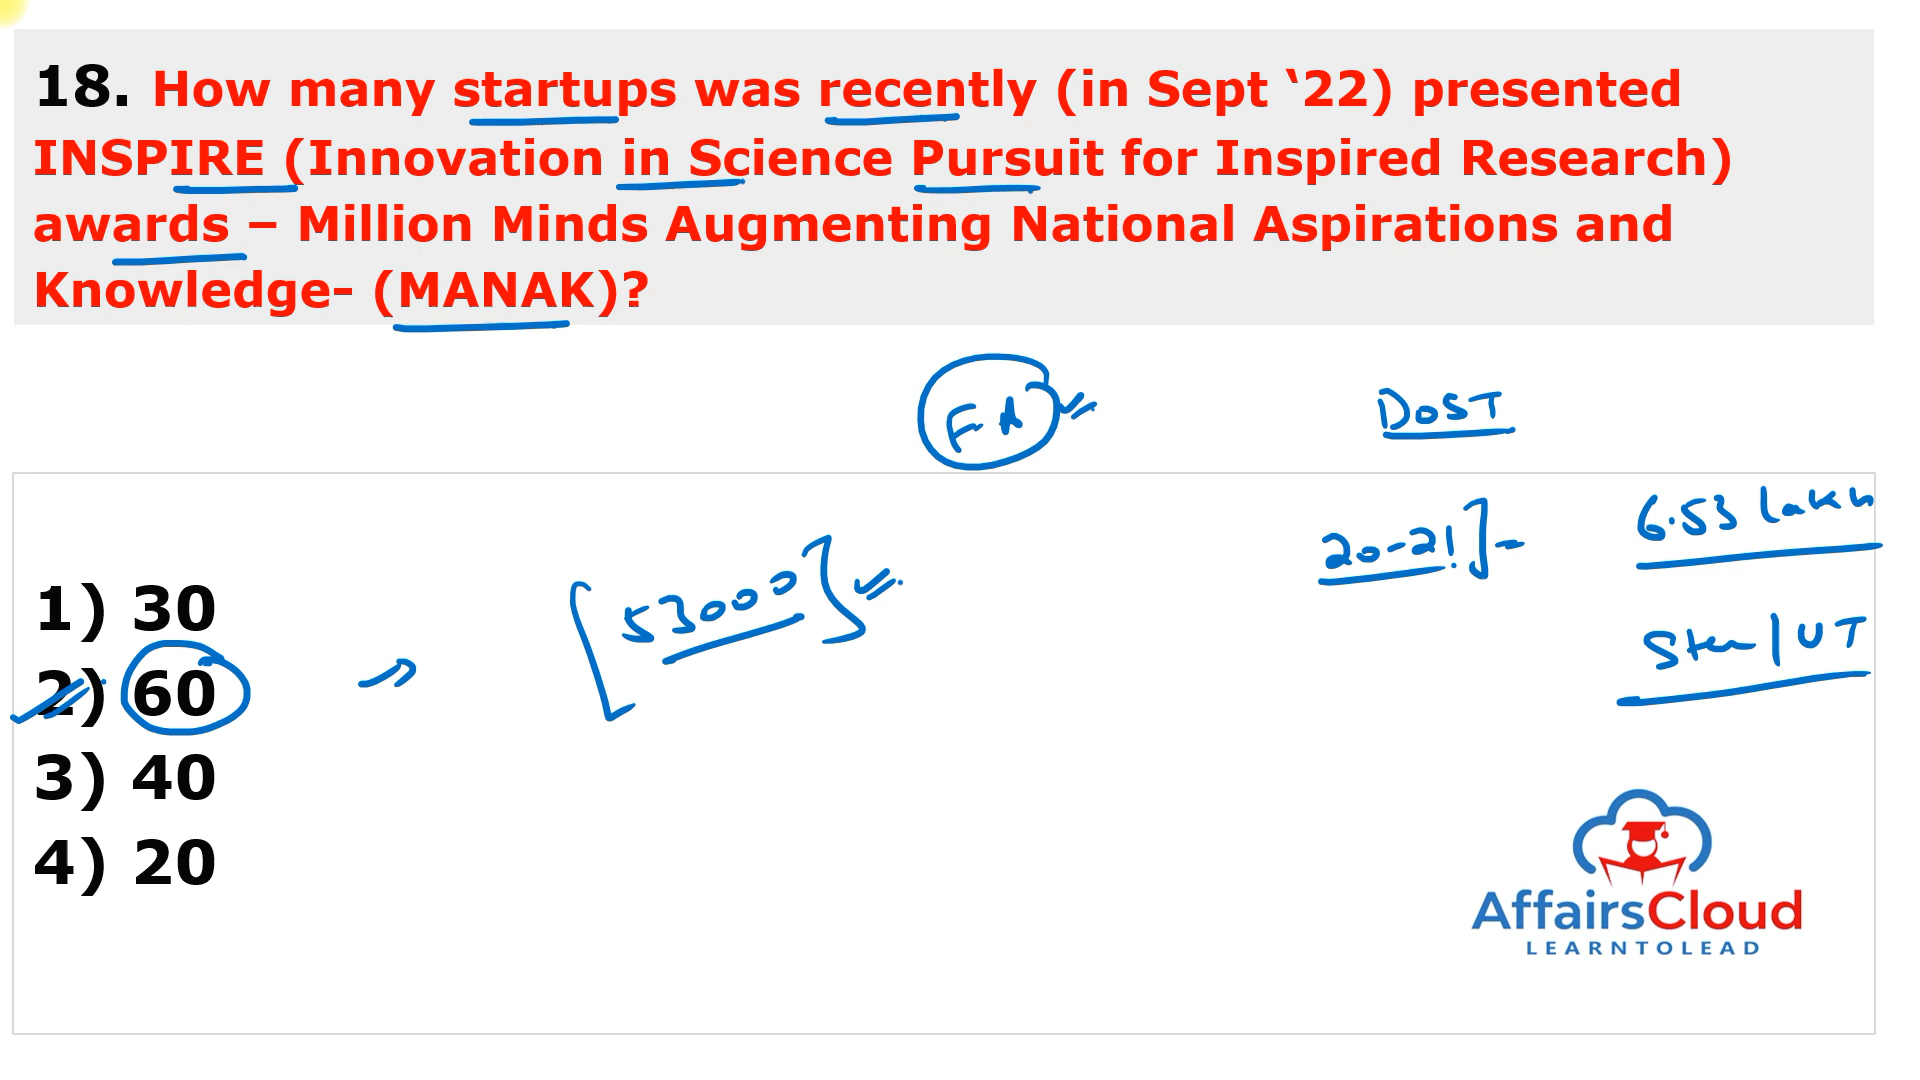 18. How many startups was recently (in Sept ‘22) presented
INSPIRE (Innovation in Science Pursuit for Inspired Research)
awards – Million Minds Augmenting National Aspirations and
Knowledge- (MANAK)?
FA
DOST
1) 30
2) 60
3) 40
4) 20
53000
20-21]-
6.53 lakh
AffairsCloud
LEARNTOLEAD